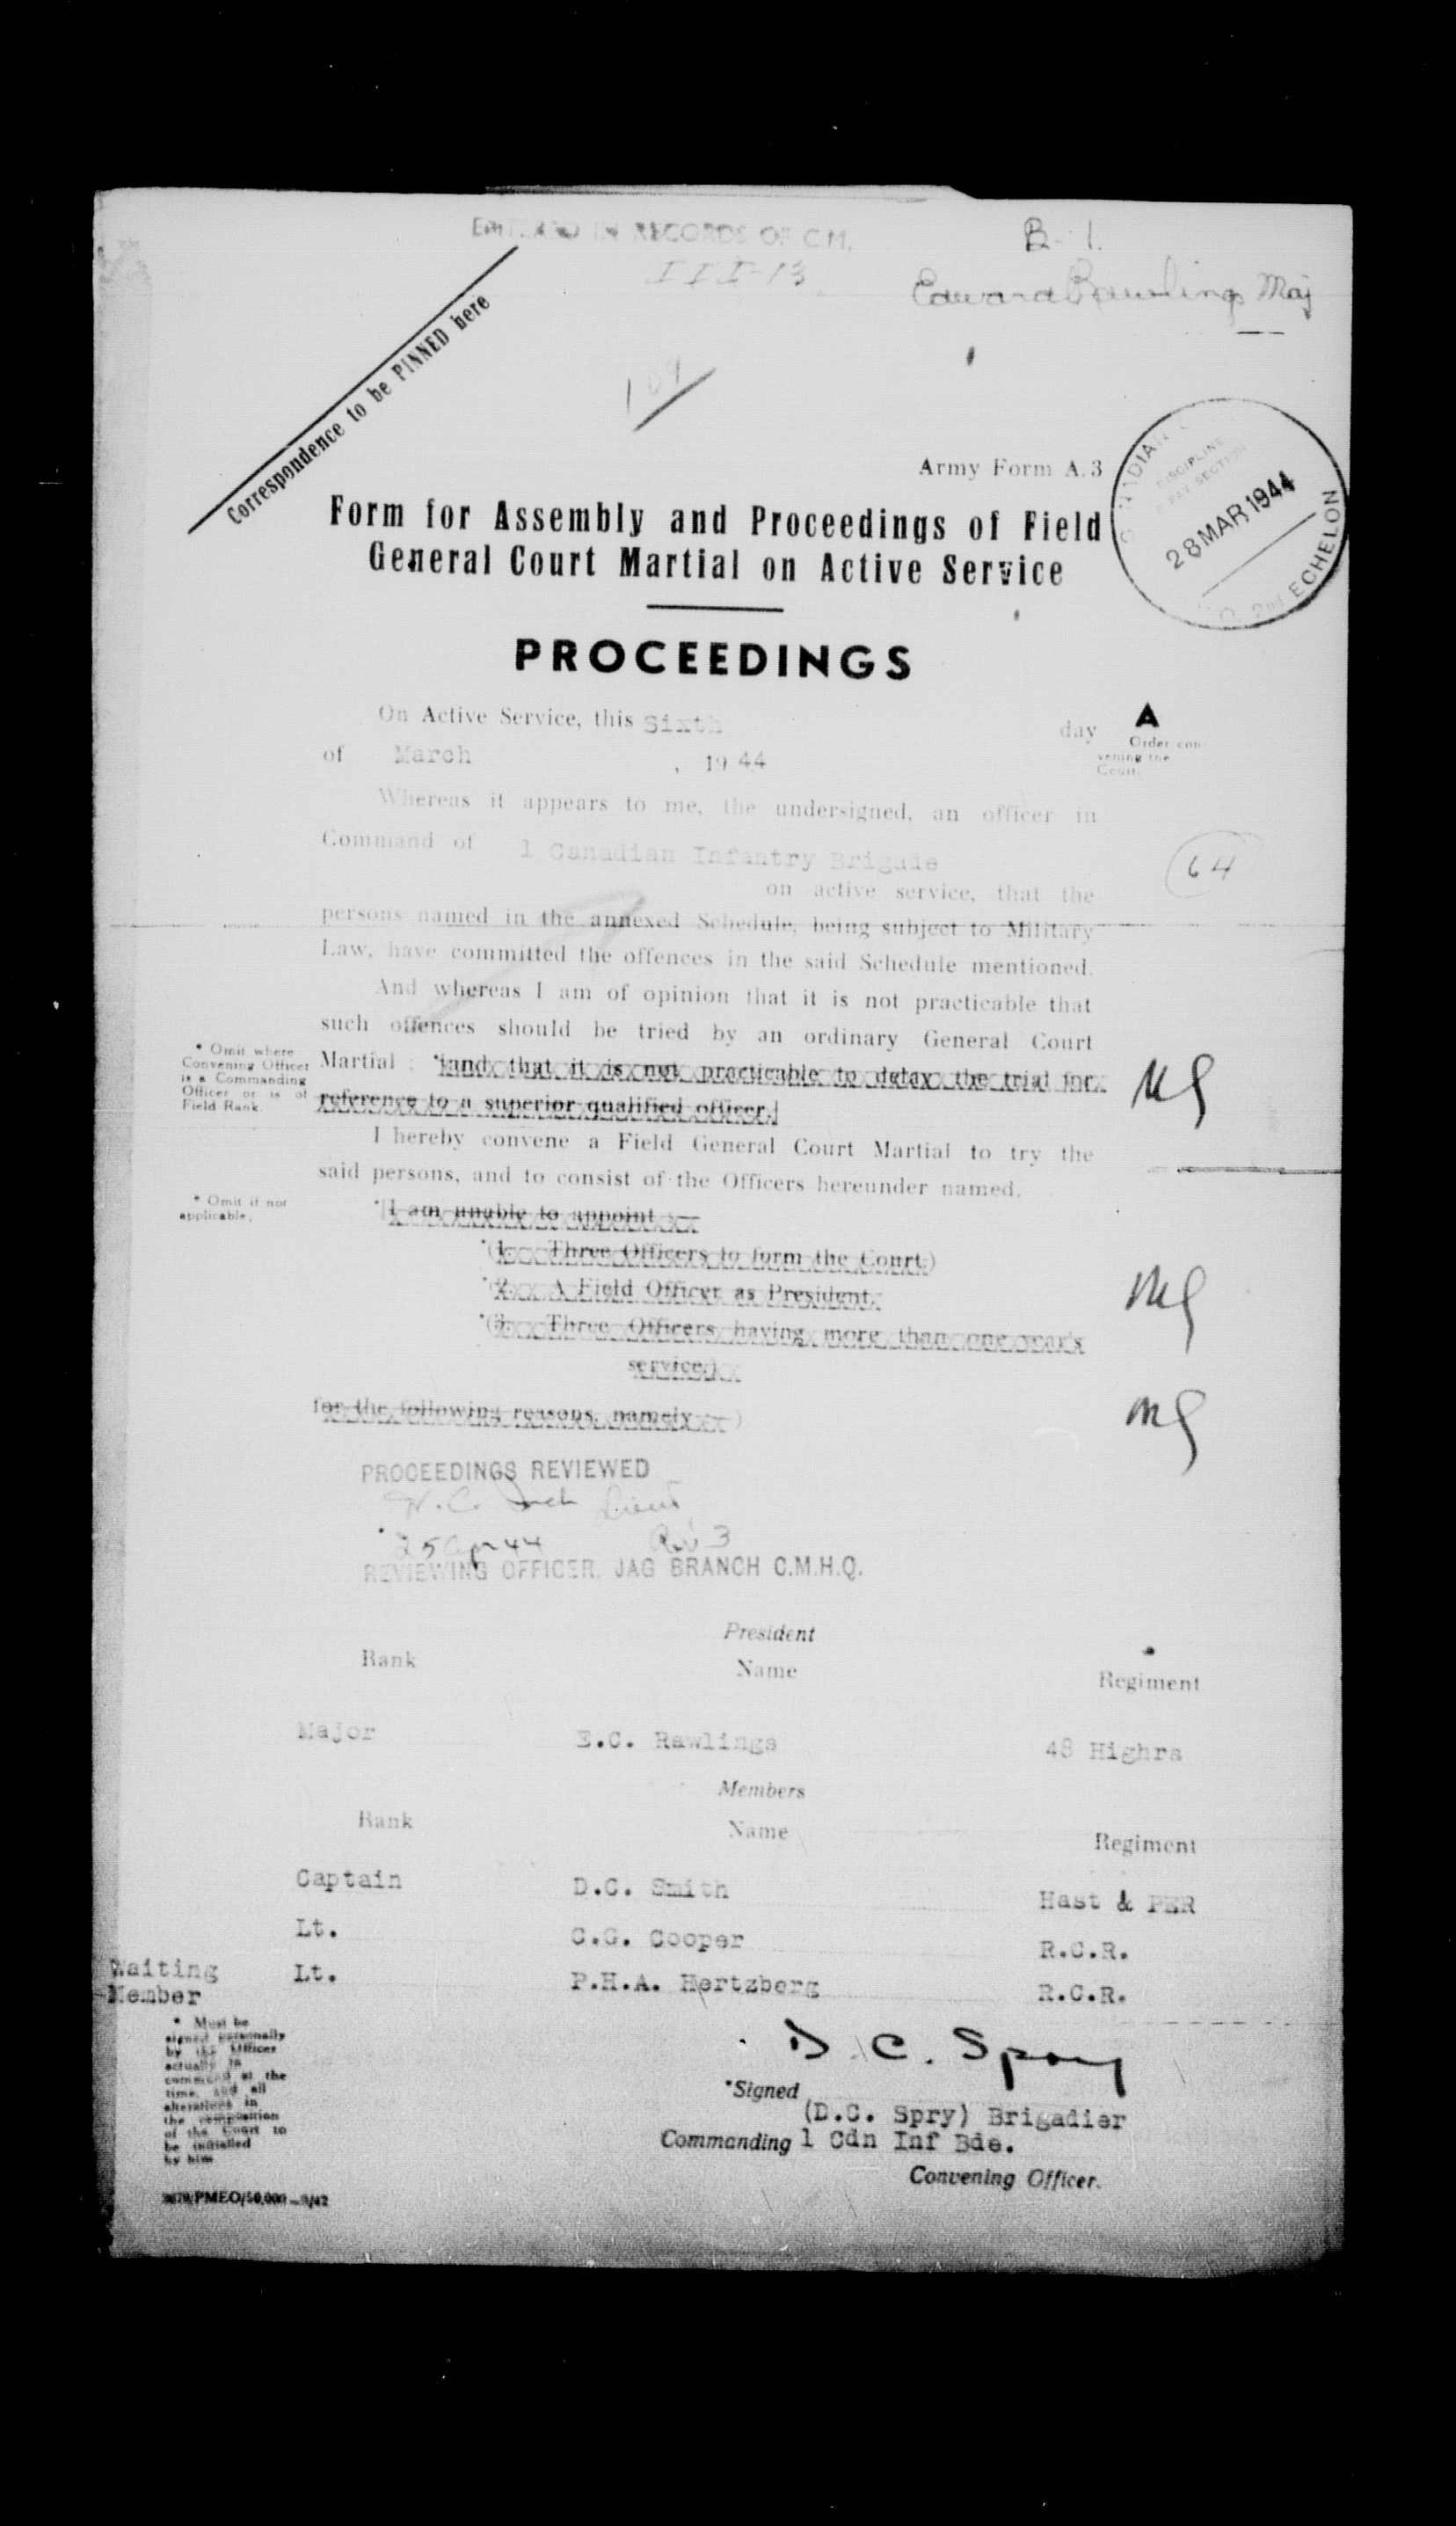 ENTERED IN RECORDS OF C M.
III-13
B-1.
Edward Rawlings Maj
Correspondence to be PINNED here
109
Army Form A.3
CANADIAN
DISCIPLINE
PAY SECTION
28 MAR 1944
2nd ECHELON
Form for Assembly and Proceedings of Field
General Court Martial on Active Service
PROCEEDINGS
On Active Service, this Sixth day
of March , 1944
A
Order con-
vening the
Court.
Whereas it appears to me, the undersigned, an officer in
Command of 1 Canadian Infantry Brigade
64
on active service, that the
persons named in the annexed Schedule, being subject to Military
Law, have committed the offences in the said Schedule mentioned.
And whereas I am of opinion that it is not practicable that
such offences should be tried by an ordinary General Court
* Omit where
Convening Officer
is a Commanding
Officer or is of
Field Rank.
Martial : *[and that it is not practicable to delay the trial for
reference to a superior qualified officer.]
I hereby convene a Field General Court Martial to try the
said persons, and to consist of the Officers hereunder named.
* Omit if not
applicable.
*[I am unable to appoint :—
*(1. Three Officers to form the Court.)
*(2. A Field Officer as President.
*(3. Three Officers having more than one year's
service.)
for the following reasons, namely :— )
PROCEEDINGS REVIEWED
Lieut
25 Apr 44
REVIEWING OFFICER. JAG BRANCH C.M.H.Q.
President
Rank Name Regiment
Major E.C. Rawlings 48 Highrs
Members
Rank Name Regiment
Captain D.C. Smith Hast & PER
Lt. C.G. Cooper R.C.R.
Waiting
Member
Lt. P.H.A. Hertzberg R.C.R.
* Must be
signed personally
by the Officer
actually in
command at the
time, and all
alterations in
the composition
of the Court to
be initialled
by him
D. C. Spry
*Signed
(D.C. Spry) Brigadier
Commanding 1 Cdn Inf Bde.
Convening Officer.
PMEO/50,000